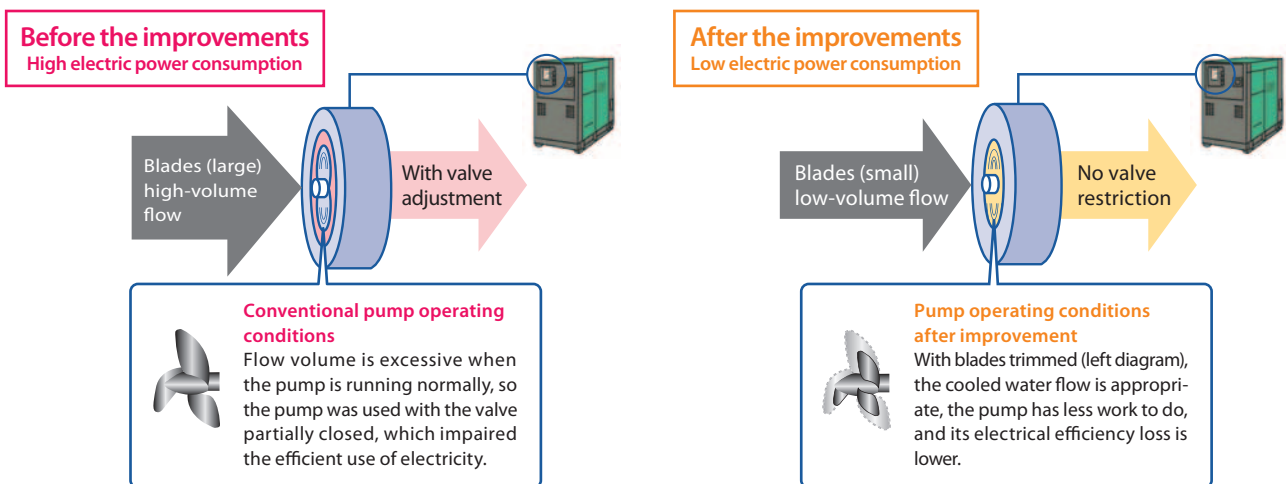 Before the improvements
High electric power consumption
Blades (large)
high-volume
flow
With valve
adjustment
Conventional pump operating
conditions
Flow volume is excessive when
the pump is running normally, so
the pump was used with the valve
partially closed, which impaired
the efficient use of electricity.
After the improvements
Low electric power consumption
Blades (small)
low-volume flow
No valve
restriction
Pump operating conditions
after improvement
With blades trimmed (left diagram),
the cooled water flow is appropri-
ate, the pump has less work to do,
and its electrical efficiency loss is
lower.